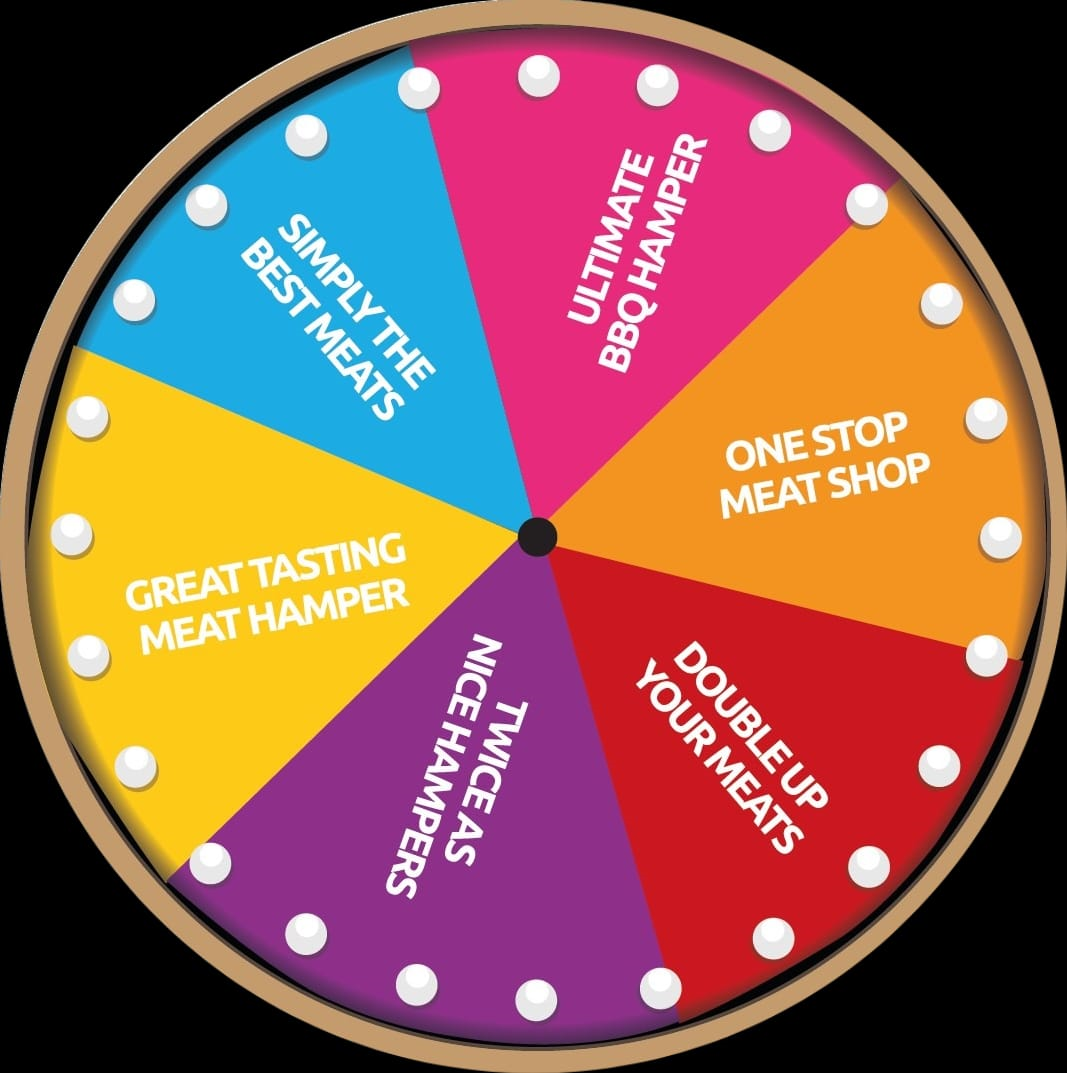 ULTIMATE
BBQ HAMPER
ONE STOP
MEAT SHOP
DOUBLE UP
YOUR MEATS
TWICE AS
NICE HAMPERS
GREAT TASTING
MEAT HAMPER
SIMPLY THE
BEST MEATS